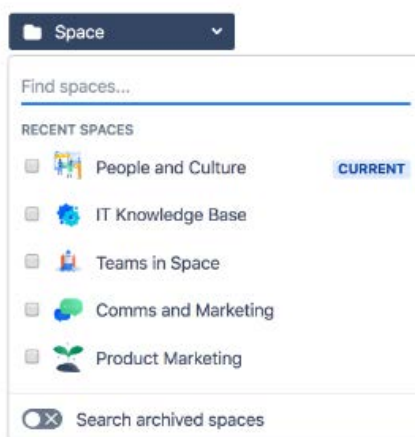 Space
Find spaces...
RECENT SPACES
People and Culture CURRENT
IT Knowledge Base
Teams in Space
Comms and Marketing
Product Marketing
Search archived spaces